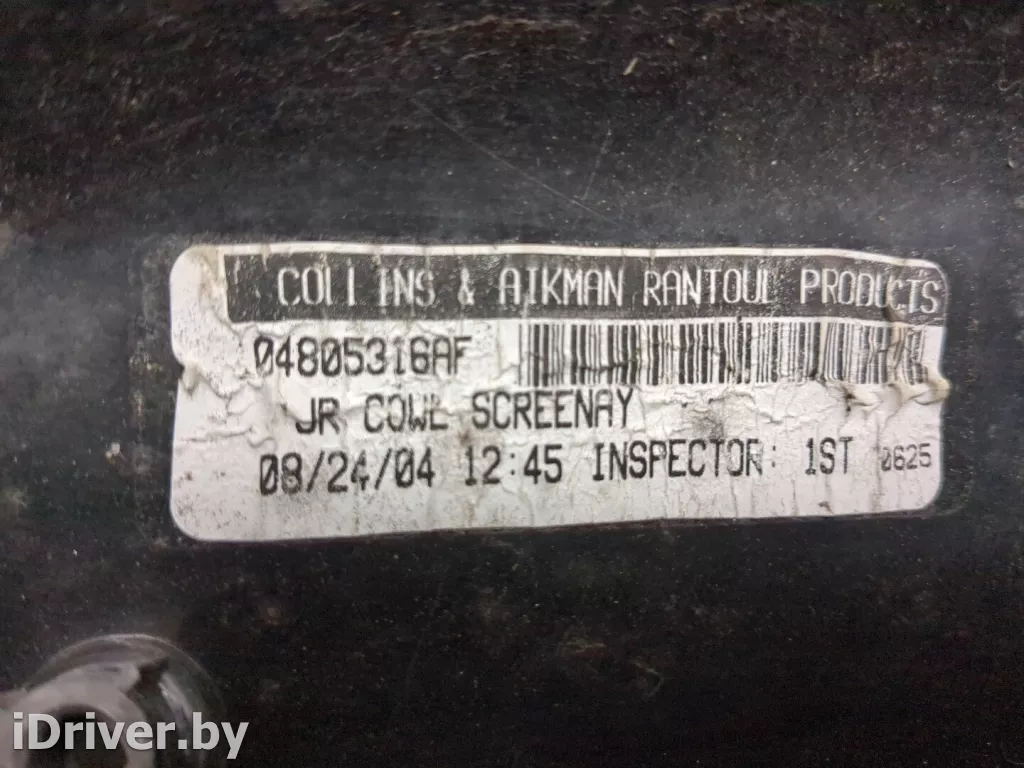 COLLINS & AIKMAN RANTOUL PRODUCTS
04805316AF
JR COWL SCREENAY
08/24/04 12:45 INSPECTOR: 1ST 0625
iDriver.by